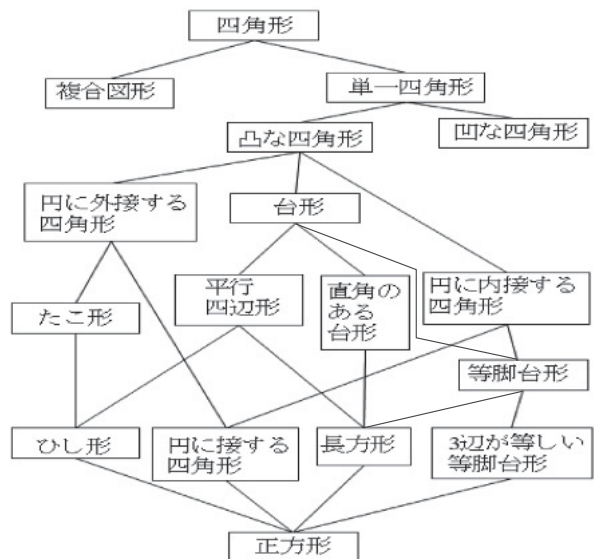 四角形
複合図形
単一四角形
凸な四角形
凹な四角形
円に外接する
四角形
台形
平行
四辺形
直角の
ある
台形
円に内接する
四角形
たこ形
等脚台形
ひし形
円に接する
四角形
長方形
3辺が等しい
等脚台形
正方形